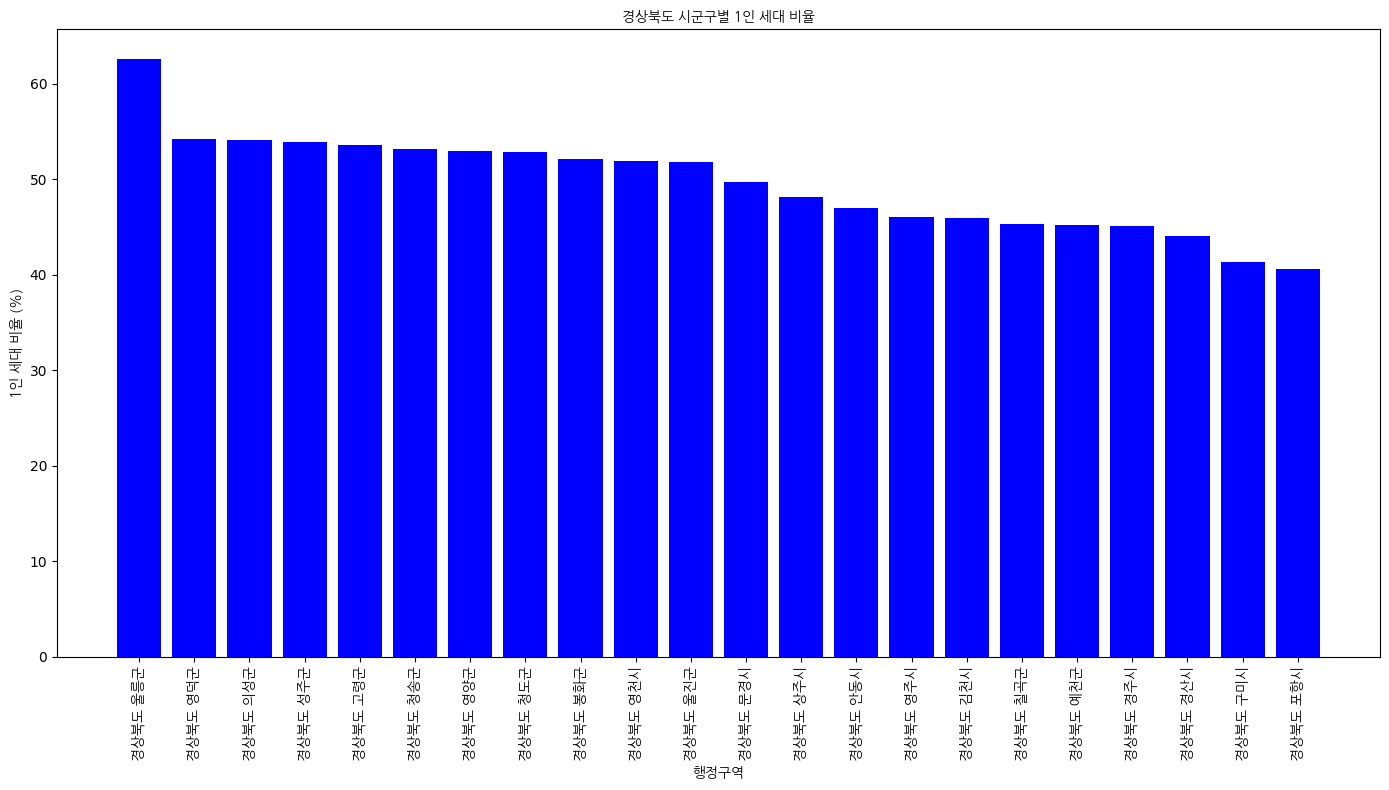 경상북도 시군구별 1인 세대 비율
1인 세대 비율 (%)
60
50
40
30
20
10
0
경상북도 울릉군
경상북도 영덕군
경상북도 의성군
경상북도 성주군
경상북도 고령군
경상북도 청송군
경상북도 영양군
경상북도 청도군
경상북도 봉화군
경상북도 영천시
경상북도 울진군
경상북도 문경시
경상북도 상주시
경상북도 안동시
경상북도 영주시
경상북도 김천시
경상북도 칠곡군
경상북도 예천군
경상북도 경주시
경상북도 경산시
경상북도 구미시
경상북도 포항시
행정구역